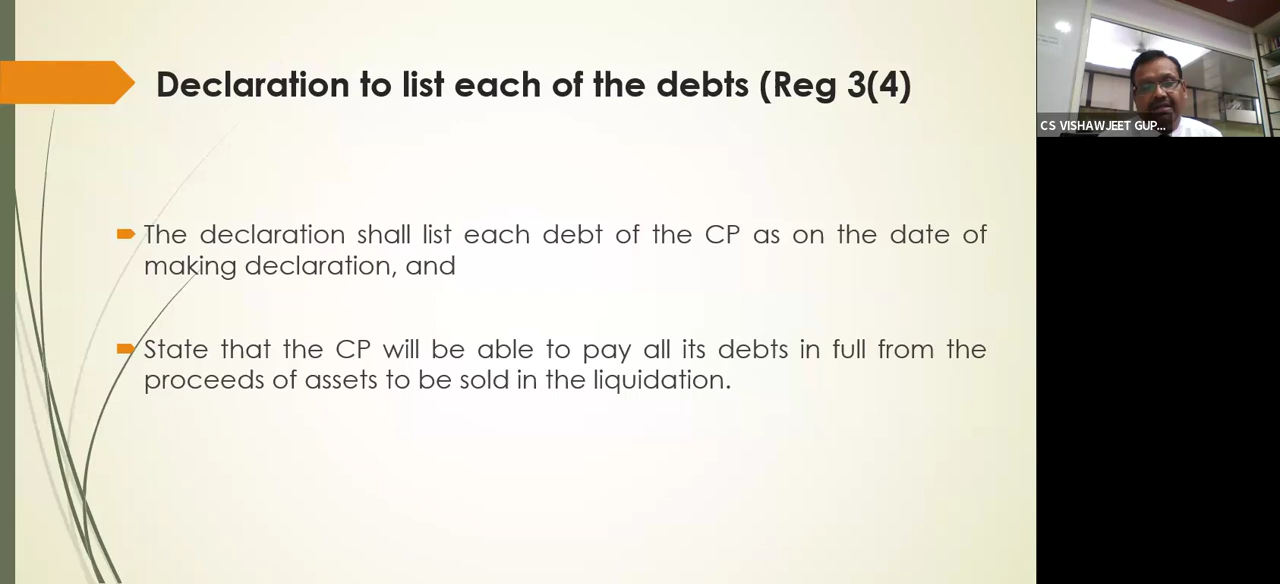 Declaration to list each of the debts (Reg 3(4)
CS VISHAWJEET GUP...
The declaration shall list each debt of the CP as on the date of
making declaration, and
State that the CP will be able to pay all its debts in full from the
proceeds of assets to be sold in the liquidation.